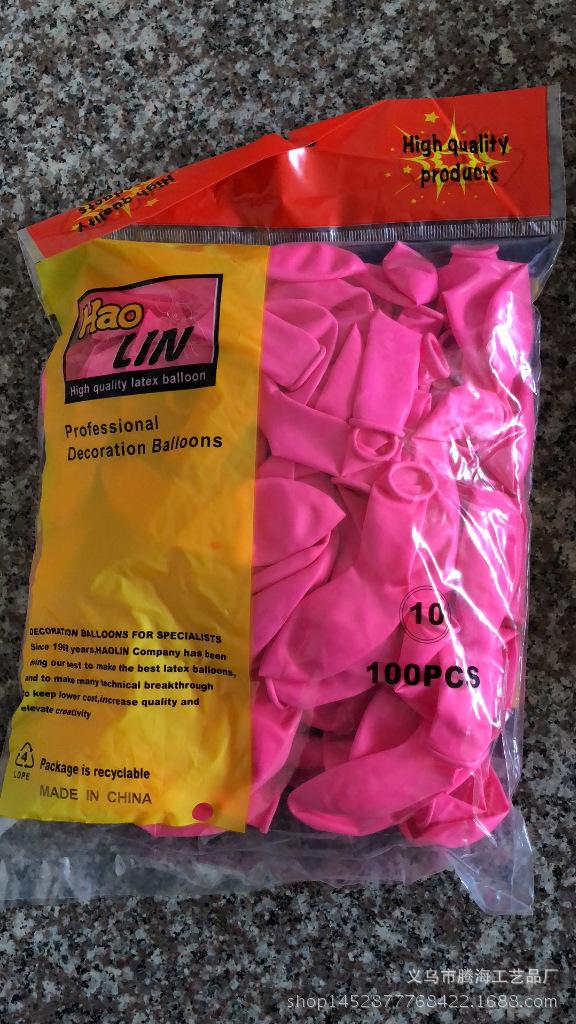 High quality
products
Hao
LIN
High quality latex balloon
Professional
Decoration Balloons
DECORATION BALLOONS FOR SPECIALISTS
Since 1968 years,HAOLIN Company has been
ning our best to make the best latex balloons,
and to make many technical breakthrough
to keep lower cost,increase quality and
elevate creativity
4
LDPE
Package is recyclable
MADE IN CHINA
10
100PCS
义乌市腾海工艺品厂
shop1452877768422.1688.com